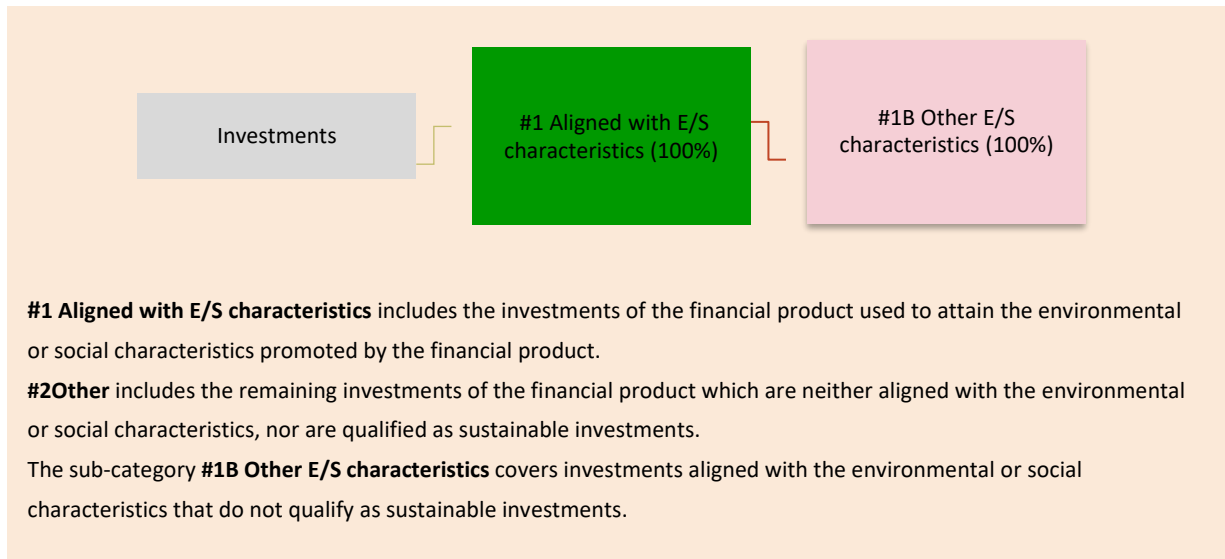 Investments
#1 Aligned with E/S
characteristics (100%)
#1B Other E/S
characteristics (100%)
#1 Aligned with E/S characteristics includes the investments of the financial product used to attain the environmental
or social characteristics promoted by the financial product.
#2Other includes the remaining investments of the financial product which are neither aligned with the environmental
or social characteristics, nor are qualified as sustainable investments.
The sub-category #1B Other E/S characteristics covers investments aligned with the environmental or social
characteristics that do not qualify as sustainable investments.